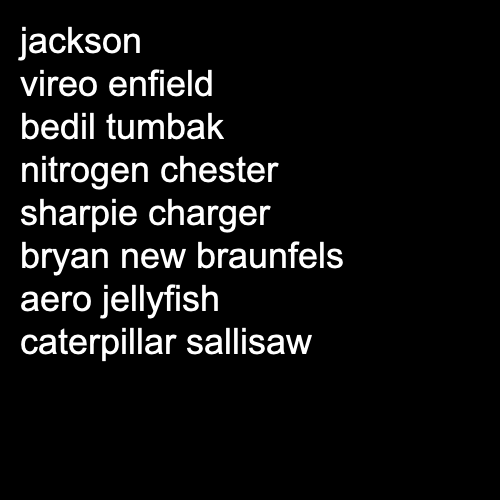 jackson
vireo enfield
bedil tumbak
nitrogen chester
sharpie charger
bryan new braunfels
aero jellyfish
caterpillar sallisaw